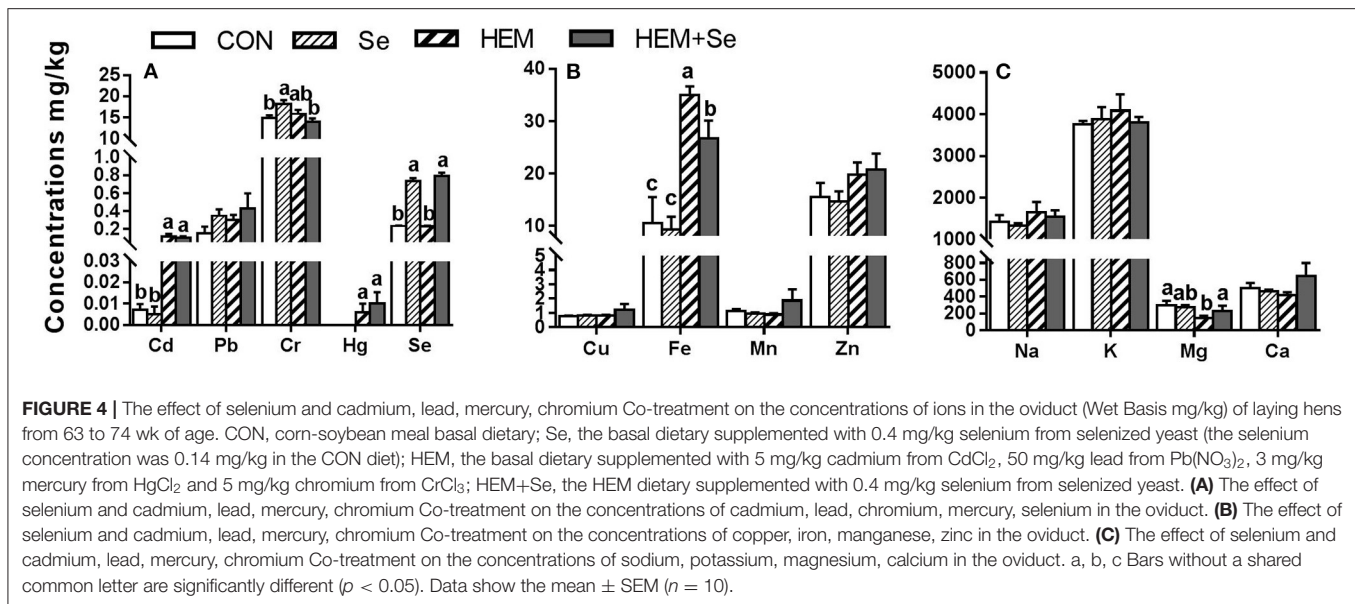 CON Se HEM HEM+Se
Concentrations mg/kg
A
25
20
15
10
1.0
0.8
0.6
0.4
0.2
0.03
0.02
0.01
0.00
b a ab b
a a
b b
a a
b a b a
Cd Pb Cr Hg Se
B
40
30
20
10
5
4
3
2
1
0
a
b
c c
Cu Fe Mn Zn
C
5000
4000
3000
2000
1000
800
600
400
200
0
a ab b a
Na K Mg Ca
FIGURE 4 | The effect of selenium and cadmium, lead, mercury, chromium Co-treatment on the concentrations of ions in the oviduct (Wet Basis mg/kg) of laying hens
from 63 to 74 wk of age. CON, corn-soybean meal basal dietary; Se, the basal dietary supplemented with 0.4 mg/kg selenium from selenized yeast (the selenium
concentration was 0.14 mg/kg in the CON diet); HEM, the basal dietary supplemented with 5 mg/kg cadmium from CdCl₂, 50 mg/kg lead from Pb(NO₃)₂, 3 mg/kg
mercury from HgCl₂ and 5 mg/kg chromium from CrCl₃; HEM+Se, the HEM dietary supplemented with 0.4 mg/kg selenium from selenized yeast. (A) The effect of
selenium and cadmium, lead, mercury, chromium Co-treatment on the concentrations of cadmium, lead, chromium, mercury, selenium in the oviduct. (B) The effect of
selenium and cadmium, lead, mercury, chromium Co-treatment on the concentrations of copper, iron, manganese, zinc in the oviduct. (C) The effect of selenium and
cadmium, lead, mercury, chromium Co-treatment on the concentrations of sodium, potassium, magnesium, calcium in the oviduct. a, b, c Bars without a shared
common letter are significantly different (p < 0.05). Data show the mean ± SEM (n = 10).